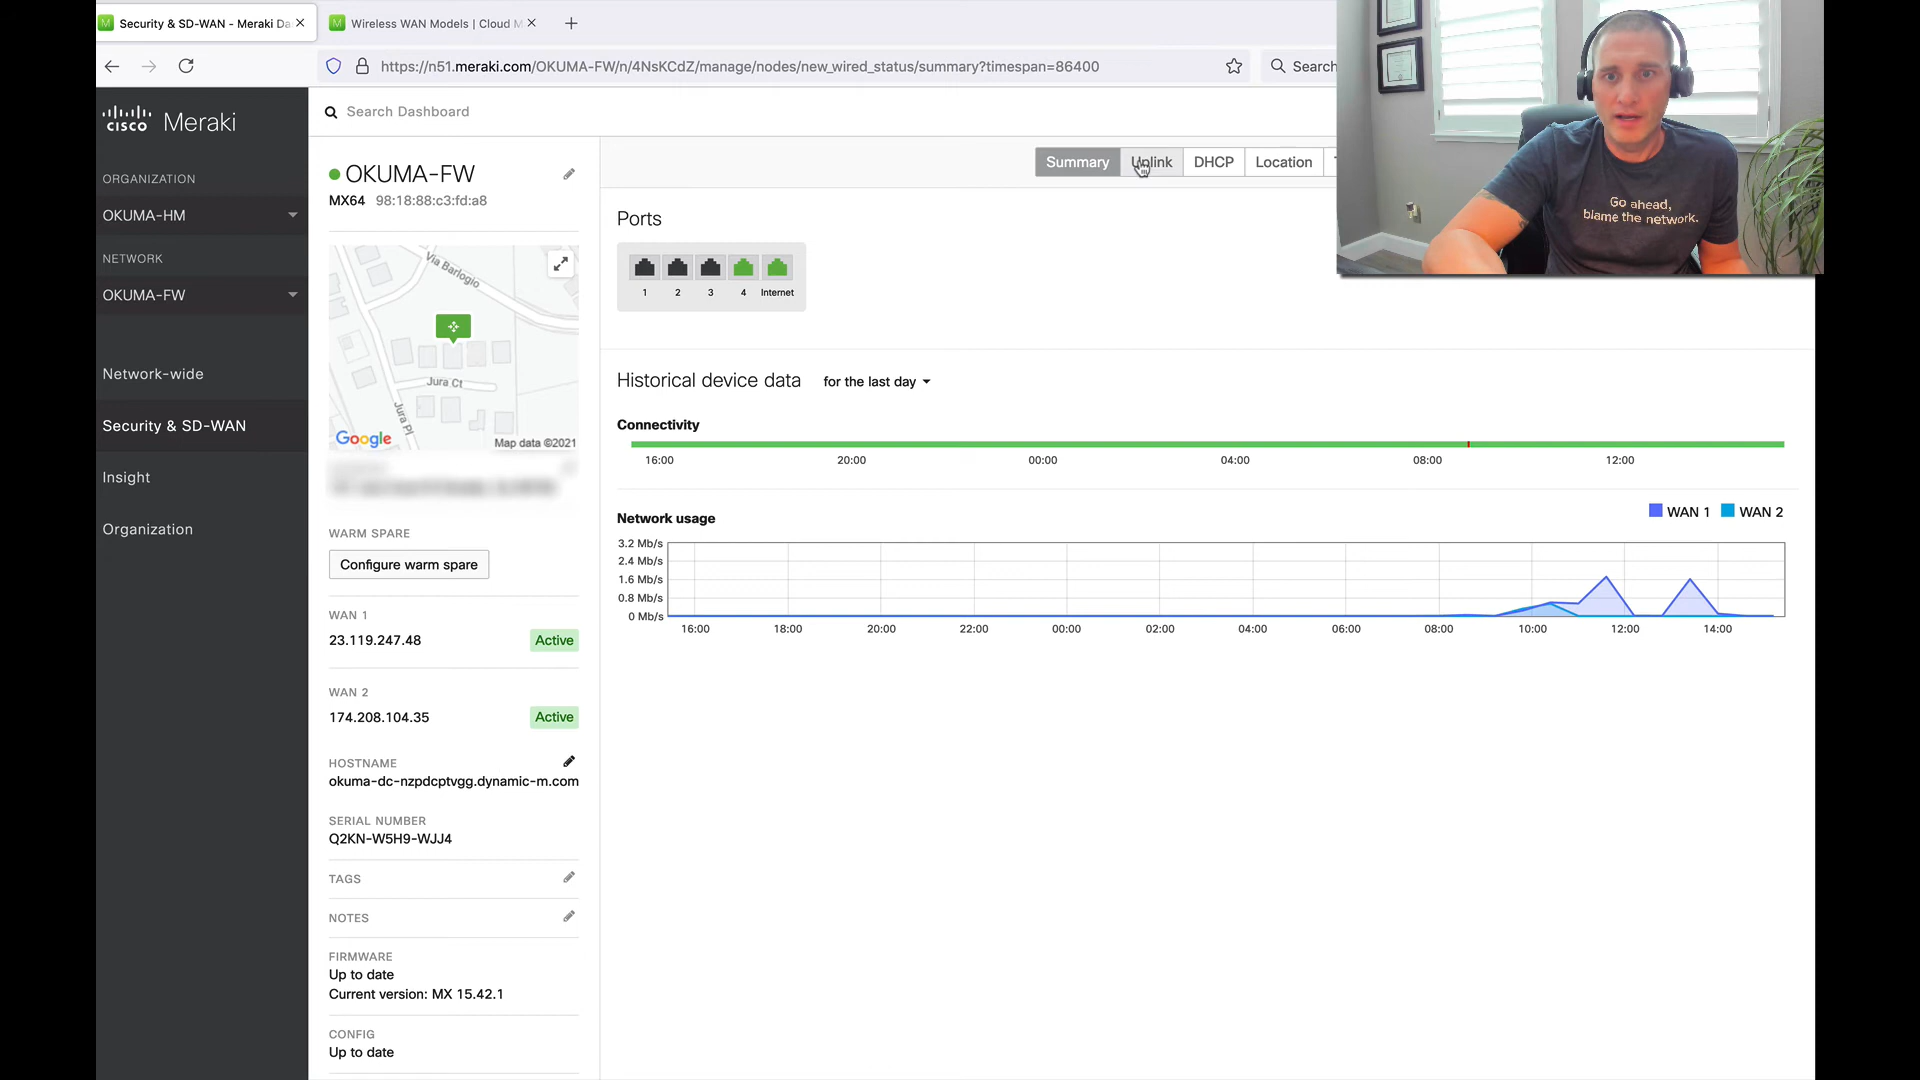 Security & SD-WAN - Meraki Da
Wireless WAN Models | Cloud M
https://n51.meraki.com/OKUMA-FW/n/4NsKCdZ/manage/nodes/new_wired_status/summary?timespan=86400
Search
cisco Meraki
Search Dashboard
ORGANIZATION
OKUMA-HM
NETWORK
OKUMA-FW
Network-wide
Security & SD-WAN
Insight
Organization
OKUMA-FW
MX64 98:18:88:c3:fd:a8
Via Barlogio
Jura Ct
Jura Pl
Google
Map data ©2021
WARM SPARE
Configure warm spare
WAN 1
23.119.247.48 Active
WAN 2
174.208.104.35 Active
HOSTNAME
okuma-dc-nzpdcptvgg.dynamic-m.com
SERIAL NUMBER
Q2KN-W5H9-WJJ4
TAGS
NOTES
FIRMWARE
Up to date
Current version: MX 15.42.1
CONFIG
Up to date
Summary Uplink DHCP Location
Ports
1 2 3 4 Internet
Historical device data for the last day
Connectivity
16:00 20:00 00:00 04:00 08:00 12:00
Network usage
WAN 1 WAN 2
3.2 Mb/s
2.4 Mb/s
1.6 Mb/s
0.8 Mb/s
0 Mb/s
16:00 18:00 20:00 22:00 00:00 02:00 04:00 06:00 08:00 10:00 12:00 14:00
Go ahead,
blame the network.